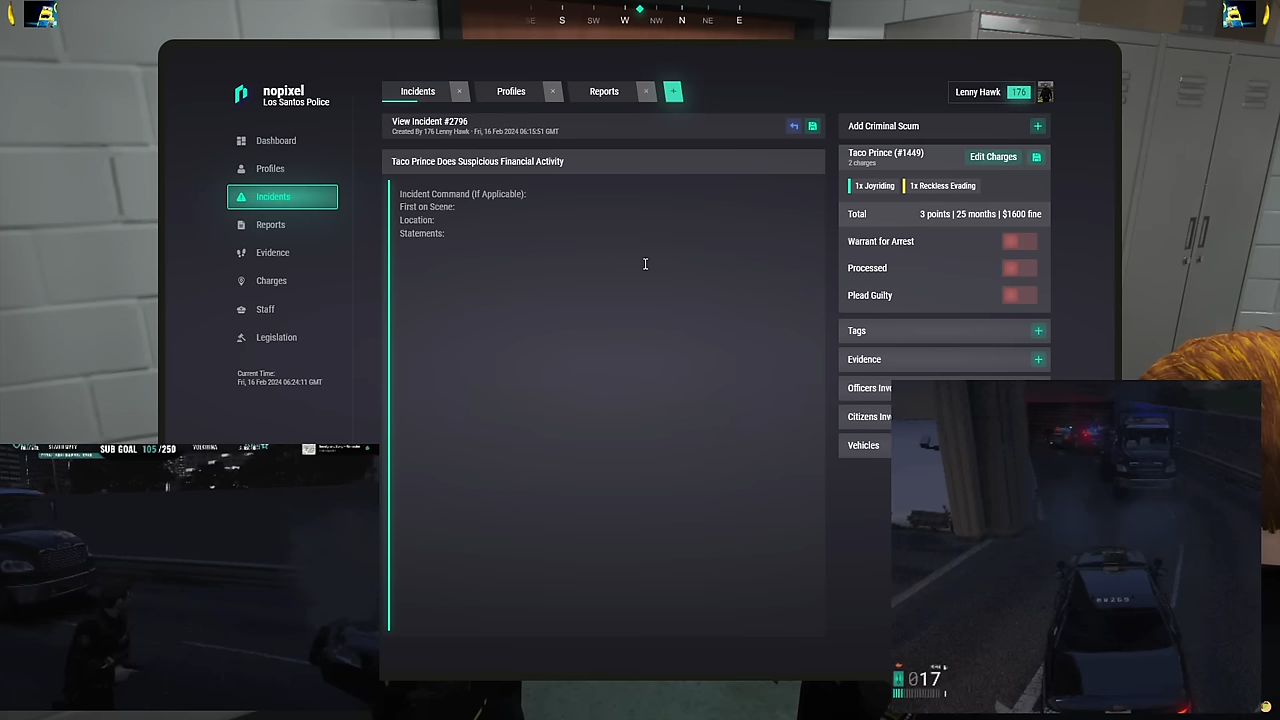 SE S SW W NW N NE E
nopixel
Los Santos Police
Incidents
Profiles
Reports
Lenny Hawk 176
Dashboard
Profiles
Incidents
Reports
Evidence
Charges
Staff
Legislation
Current Time:
Fri, 16 Feb 2024 06:24:11 GMT
View Incident #2796
Created By 176 Lenny Hawk - Fri, 16 Feb 2024 06:15:51 GMT
Taco Prince Does Suspicious Financial Activity
Incident Command (If Applicable):
First on Scene:
Location:
Statements:
Add Criminal Scum
Taco Prince (#1449)
2 charges
Edit Charges
1x Joyriding
1x Reckless Evading
Total
3 points | 25 months | $1600 fine
Warrant for Arrest
Processed
Plead Guilty
Tags
Evidence
Officers Inv
Citizens Inv
Vehicles
SUB GOAL 105/250
017